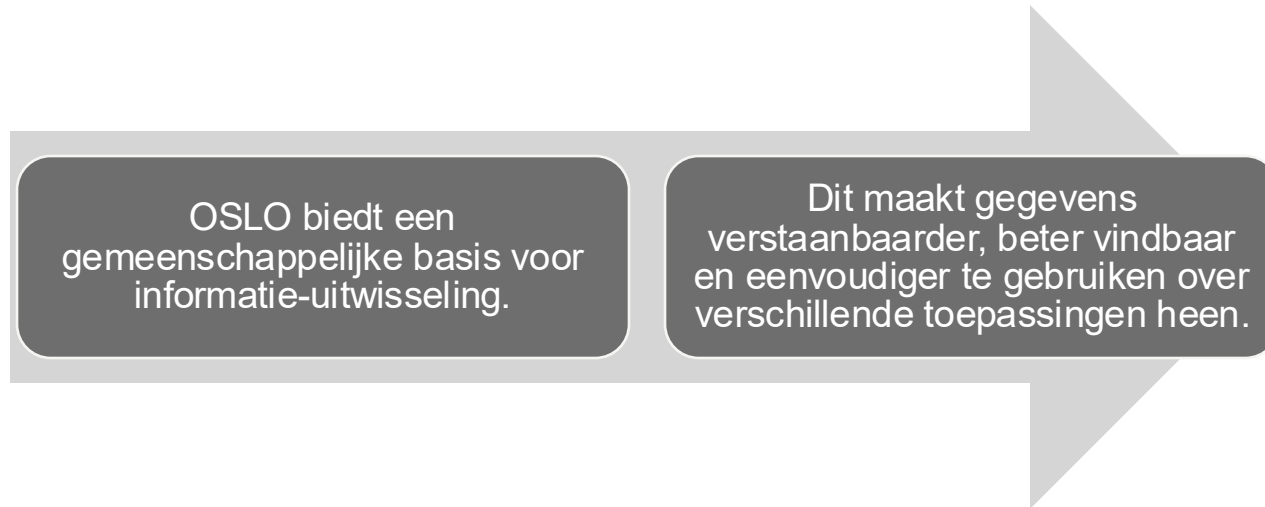 OSLO biedt een
gemeenschappelijke basis voor
informatie-uitwisseling.
Dit maakt gegevens
verstaanbaarder, beter vindbaar
en eenvoudiger te gebruiken over
verschillende toepassingen heen.